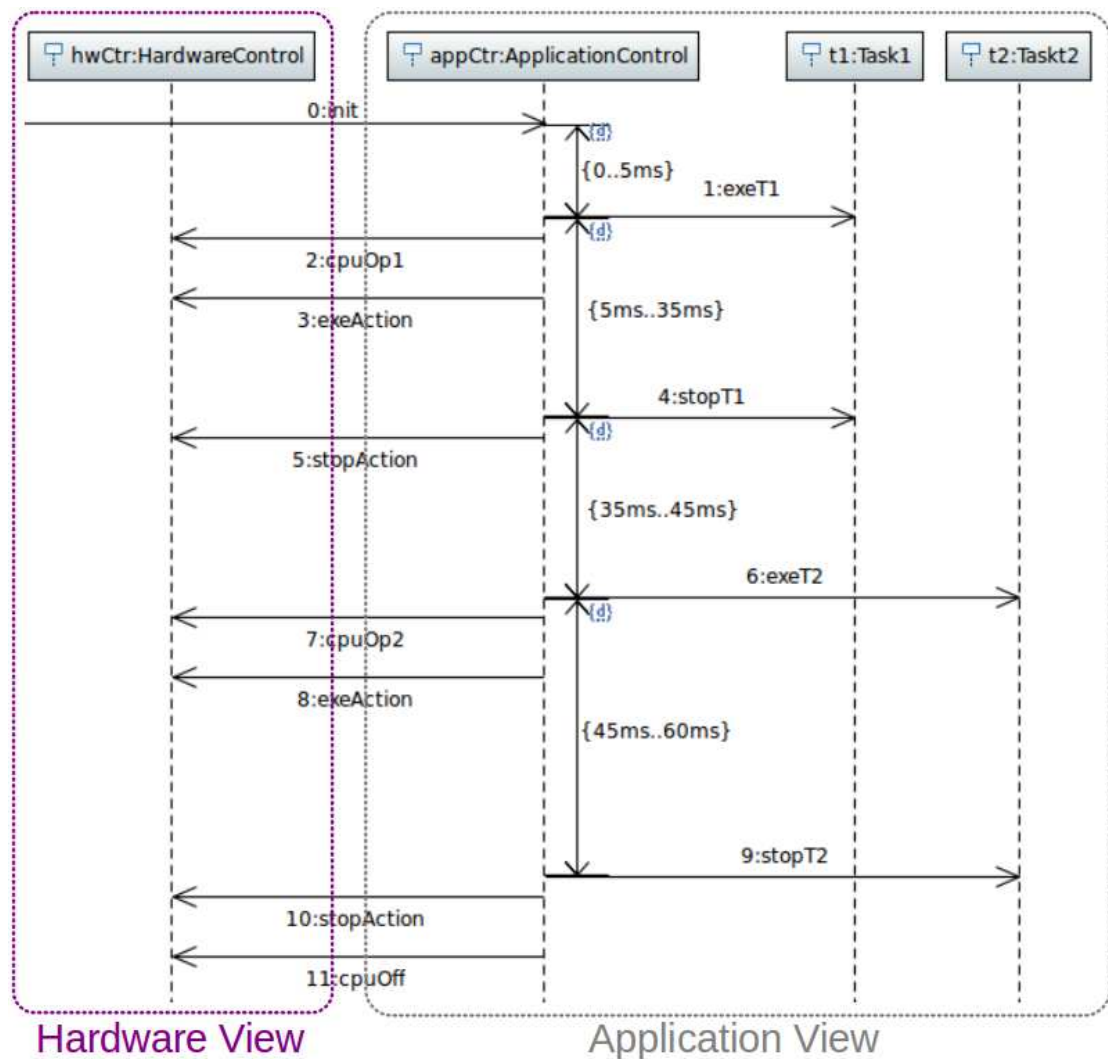 hwCtr:HardwareControl
appCtr:ApplicationControl
t1:Task1
t2:Taskt2
0:init
{d}
{0..5ms}
1:exeT1
{d}
2:cpuOp1
{5ms..35ms}
3:exeAction
4:stopT1
{d}
5:stopAction
{35ms..45ms}
6:exeT2
{d}
7:cpuOp2
8:exeAction
{45ms..60ms}
9:stopT2
10:stopAction
11:cpuOff
Hardware View
Application View